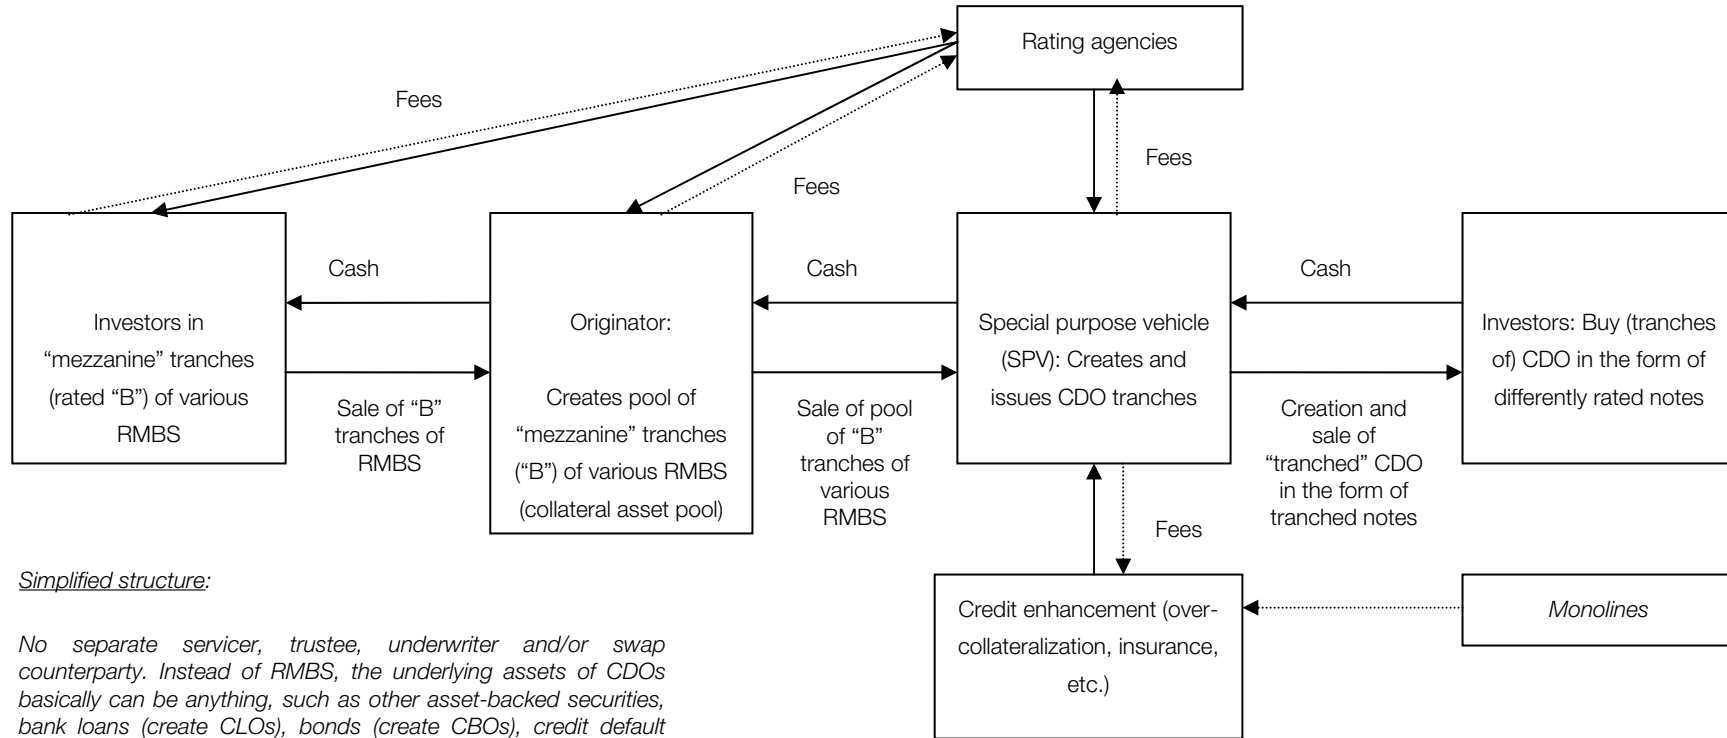 Rating agencies
Fees
Fees
Fees
Cash
Cash
Cash
Investors in
“mezzanine” tranches
(rated “B”) of various
RMBS
Sale of “B”
tranches of
RMBS
Originator:
Creates pool of
“mezzanine” tranches
(“B”) of various RMBS
(collateral asset pool)
Sale of pool
of “B”
tranches of
various
RMBS
Special purpose vehicle
(SPV): Creates and
issues CDO tranches
Creation and
sale of
“tranched” CDO
in the form of
tranched notes
Investors: Buy (tranches
of) CDO in the form of
differently rated notes
Fees
Credit enhancement (over-
collateralization, insurance,
etc.)
Monolines
Simplified structure:
No separate servicer, trustee, underwriter and/or swap
counterparty. Instead of RMBS, the underlying assets of CDOs
basically can be anything, such as other asset-backed securities,
bank loans (create CLOs), bonds (create CBOs), credit default